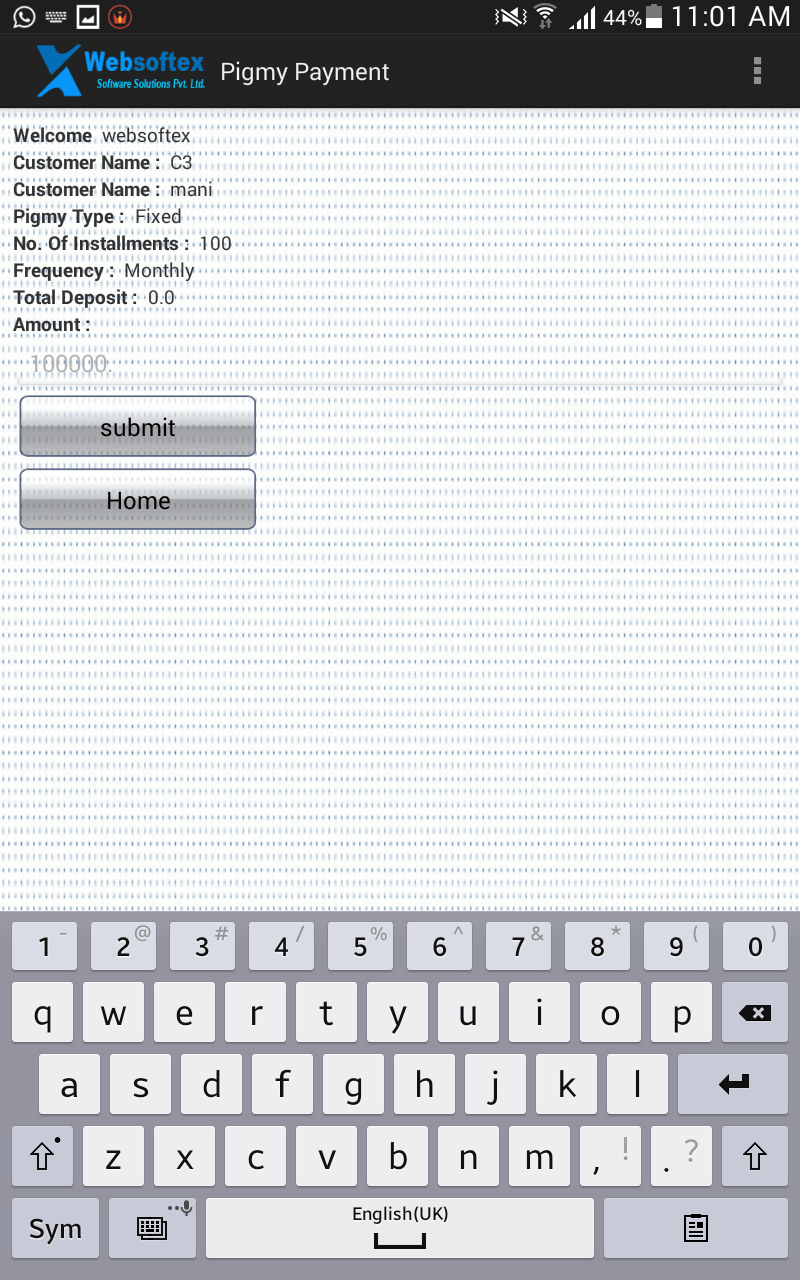 44% 11:01 AM
Websoftex
Software Solutions Pvt. Ltd.
Pigmy Payment
Welcome websoftex
Customer Name : C3
Customer Name : mani
Pigmy Type : Fixed
No. Of Installments : 100
Frequency : Monthly
Total Deposit : 0.0
Amount :
100000.
submit
Home
1 - 2 @ 3 # 4 / 5 % 6 ^ 7 & 8 * 9 ( 0 )
q w e r t y u i o p
a s d f g h j k l
z x c v b n m , ! . ?
Sym English(UK)